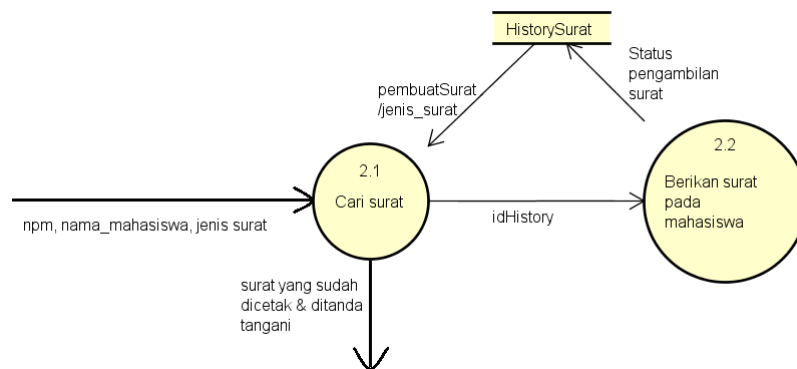 HistorySurat
Status
pengambilan
surat
pembuatSurat
/jenis_surat
2.1
Cari surat
2.2
Berikan surat
pada
mahasiswa
npm, nama_mahasiswa, jenis surat
idHistory
surat yang sudah
dicetak & ditanda
tangani